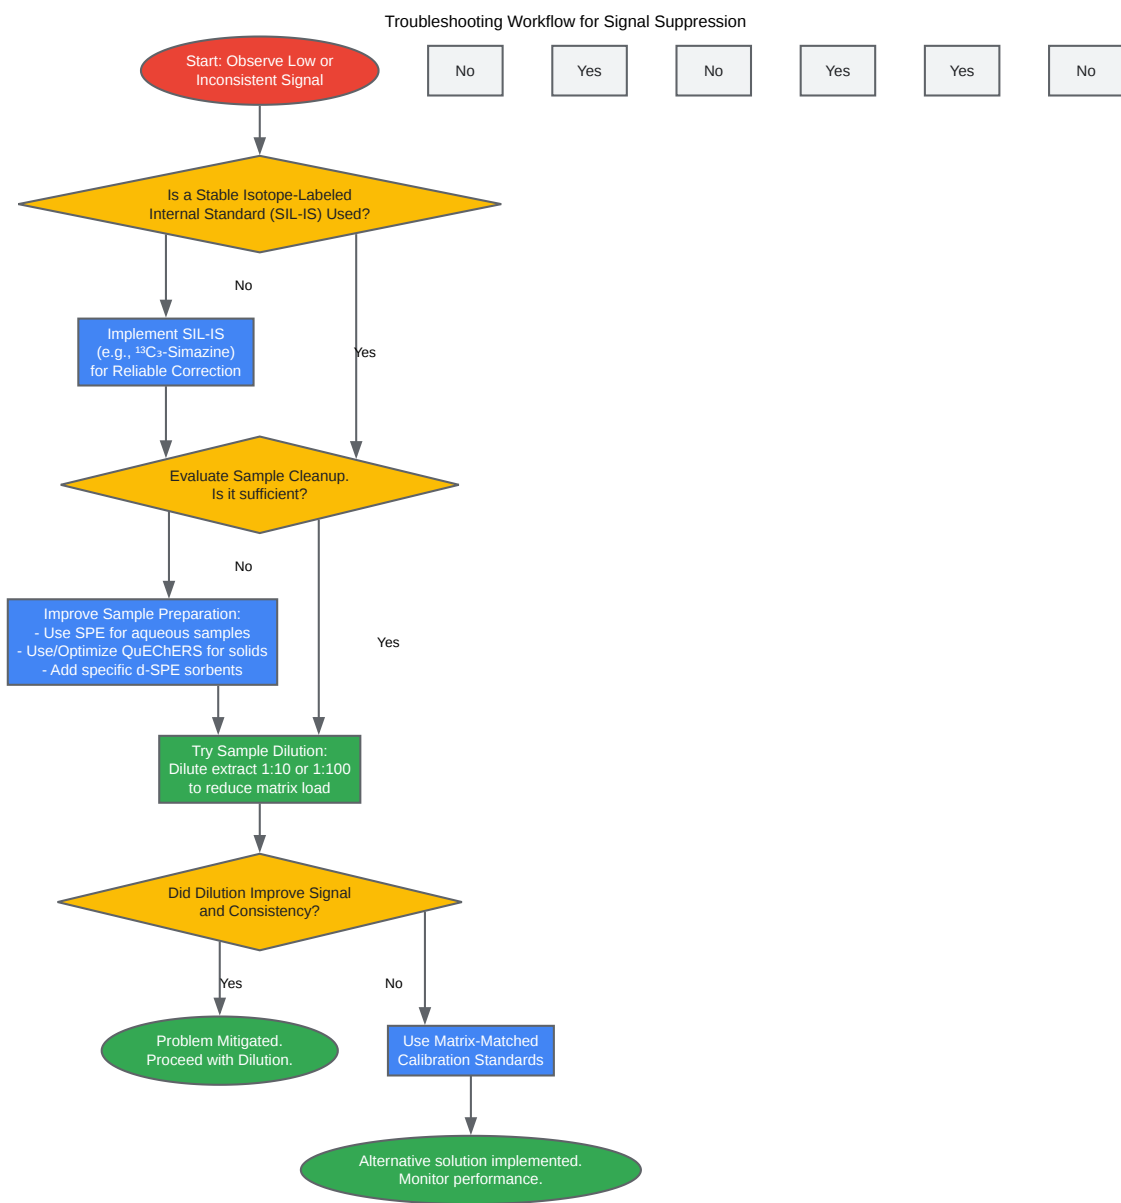 Troubleshooting Workflow for Signal Suppression
Start: Observe Low or
Inconsistent Signal
No
Yes
No
Yes
Yes
No
Is a Stable Isotope-Labeled
Internal Standard (SIL-IS) Used?
No
Implement SIL-IS
(e.g., ¹³C₃-Simazine)
for Reliable Correction
Yes
Evaluate Sample Cleanup.
Is it sufficient?
No
Improve Sample Preparation:
- Use SPE for aqueous samples
- Use/Optimize QuEChERS for solids
- Add specific d-SPE sorbents
Yes
Try Sample Dilution:
Dilute extract 1:10 or 1:100
to reduce matrix load
Did Dilution Improve Signal
and Consistency?
Yes
No
Problem Mitigated.
Proceed with Dilution.
Use Matrix-Matched
Calibration Standards
Alternative solution implemented.
Monitor performance.